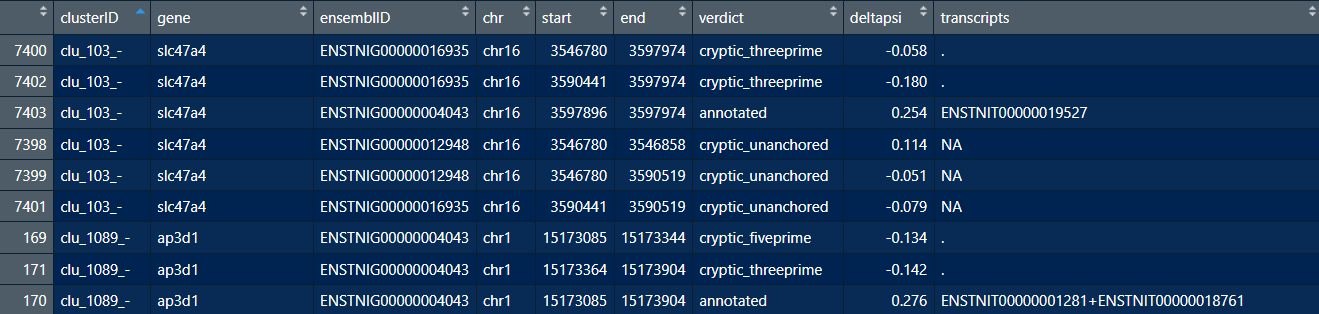 clusterID gene ensemblID chr start end verdict deltapsi transcripts
7400 clu_103_- slc47a4 ENSTNIG00000016935 chr16 3546780 3597974 cryptic_threeprime -0.058 .
7402 clu_103_- slc47a4 ENSTNIG00000016935 chr16 3590441 3597974 cryptic_threeprime -0.180 .
7403 clu_103_- slc47a4 ENSTNIG00000004043 chr16 3597896 3597974 annotated 0.254 ENSTNIT00000019527
7398 clu_103_- slc47a4 ENSTNIG00000012948 chr16 3546780 3546858 cryptic_unanchored 0.114 NA
7399 clu_103_- slc47a4 ENSTNIG00000012948 chr16 3546780 3590519 cryptic_unanchored -0.051 NA
7401 clu_103_- slc47a4 ENSTNIG00000016935 chr16 3590441 3590519 cryptic_unanchored -0.079 NA
169 clu_1089_- ap3d1 ENSTNIG00000004043 chr1 15173085 15173344 cryptic_fiveprime -0.134 .
171 clu_1089_- ap3d1 ENSTNIG00000004043 chr1 15173364 15173904 cryptic_threeprime -0.142 .
170 clu_1089_- ap3d1 ENSTNIG00000004043 chr1 15173085 15173904 annotated 0.276 ENSTNIT00000001281+ENSTNIT00000018761